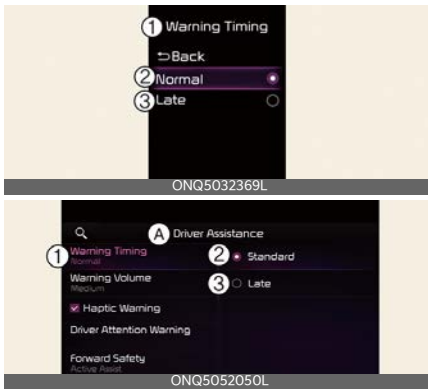 ① Warning Timing
⮌Back
② Normal
③ Late
ONQ5032369L
Ⓐ Driver Assistance
① Warning Timing
Normal
② Standard
Warning Volume
Medium
③ Late
Haptic Warning
Driver Attention Warning
Forward Safety
Active Assist
ONQ5052050L